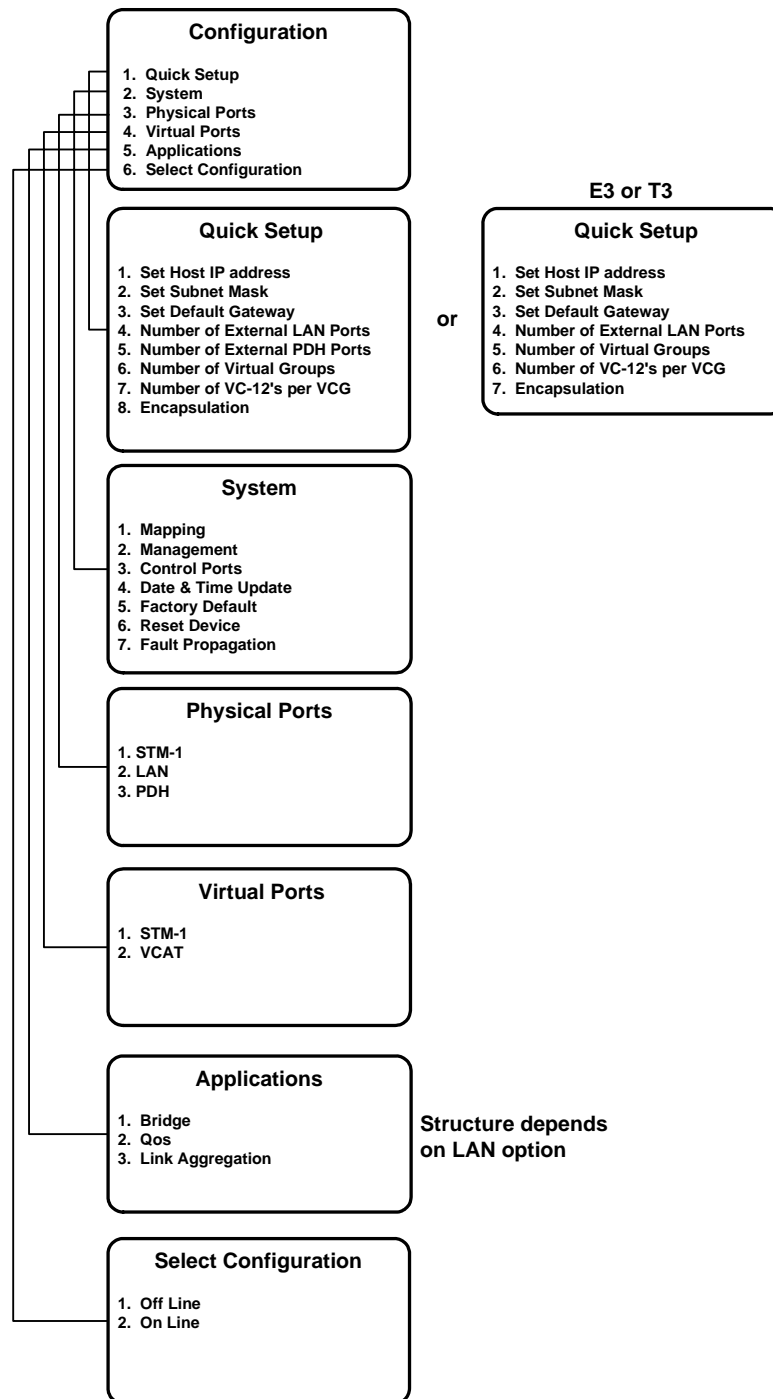 Configuration
1. Quick Setup
2. System
3. Physical Ports
4. Virtual Ports
5. Applications
6. Select Configuration
Quick Setup
1. Set Host IP address
2. Set Subnet Mask
3. Set Default Gateway
4. Number of External LAN Ports
5. Number of External PDH Ports
6. Number of Virtual Groups
7. Number of VC-12's per VCG
8. Encapsulation
or
E3 or T3
Quick Setup
1. Set Host IP address
2. Set Subnet Mask
3. Set Default Gateway
4. Number of External LAN Ports
5. Number of Virtual Groups
6. Number of VC-12's per VCG
7. Encapsulation
System
1. Mapping
2. Management
3. Control Ports
4. Date & Time Update
5. Factory Default
6. Reset Device
7. Fault Propagation
Physical Ports
1. STM-1
2. LAN
3. PDH
Virtual Ports
1. STM-1
2. VCAT
Applications
1. Bridge
2. Qos
3. Link Aggregation
Structure depends
on LAN option
Select Configuration
1. Off Line
2. On Line